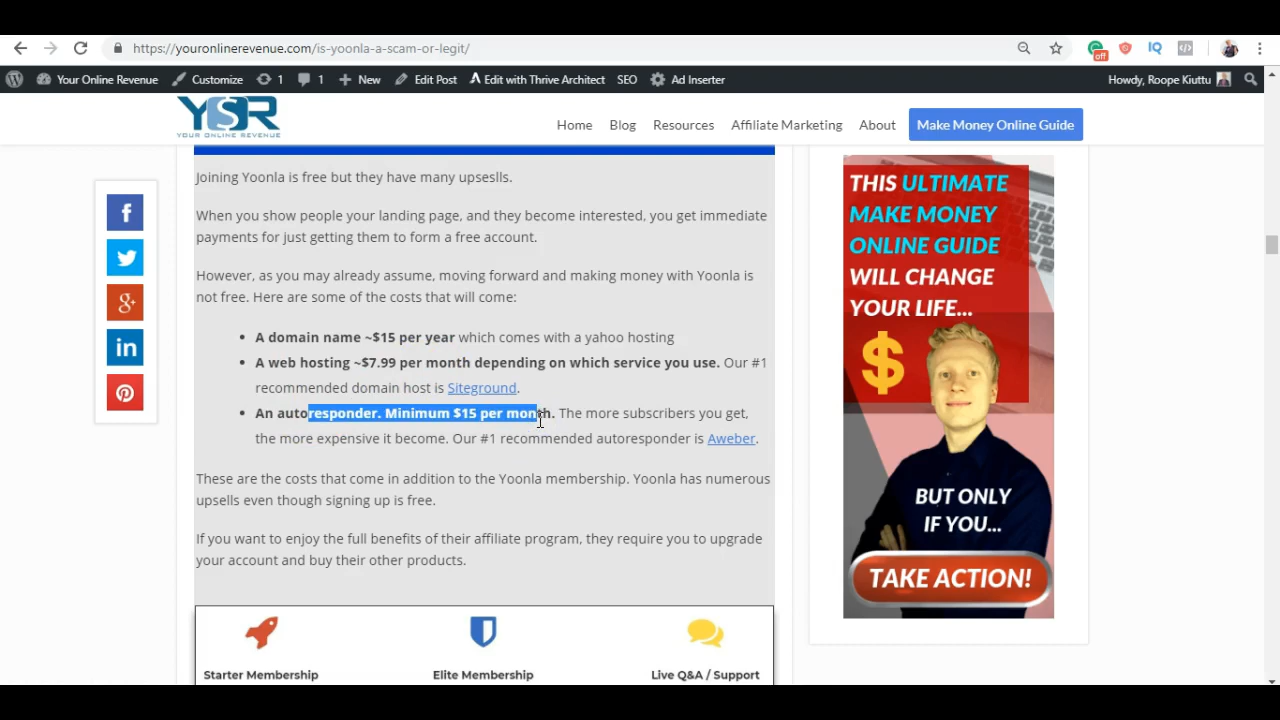 https://youronlinerevenue.com/is-yoonla-a-scam-or-legit/
off
IQ
Your Online Revenue
Customize
1
1
New
Edit Post
Edit with Thrive Architect
SEO
Ad Inserter
Howdy, Roope Kiuttu
Y$R
YOUR ONLINE REVENUE
Home
Blog
Resources
Affiliate Marketing
About
Make Money Online Guide
Joining Yoonla is free but they have many upseslls.
When you show people your landing page, and they become interested, you get immediate
payments for just getting them to form a free account.
However, as you may already assume, moving forward and making money with Yoonla is
not free. Here are some of the costs that will come:
• A domain name ~$15 per year which comes with a yahoo hosting
• A web hosting ~$7.99 per month depending on which service you use. Our #1
recommended domain host is Siteground.
• An autoresponder. Minimum $15 per month. The more subscribers you get,
the more expensive it become. Our #1 recommended autoresponder is Aweber.
These are the costs that come in addition to the Yoonla membership. Yoonla has numerous
upsells even though signing up is free.
If you want to enjoy the full benefits of their affiliate program, they require you to upgrade
your account and buy their other products.
Starter Membership
Elite Membership
Live Q&A / Support
THIS ULTIMATE
MAKE MONEY
ONLINE GUIDE
WILL CHANGE
YOUR LIFE...
$
BUT ONLY
IF YOU...
TAKE ACTION!